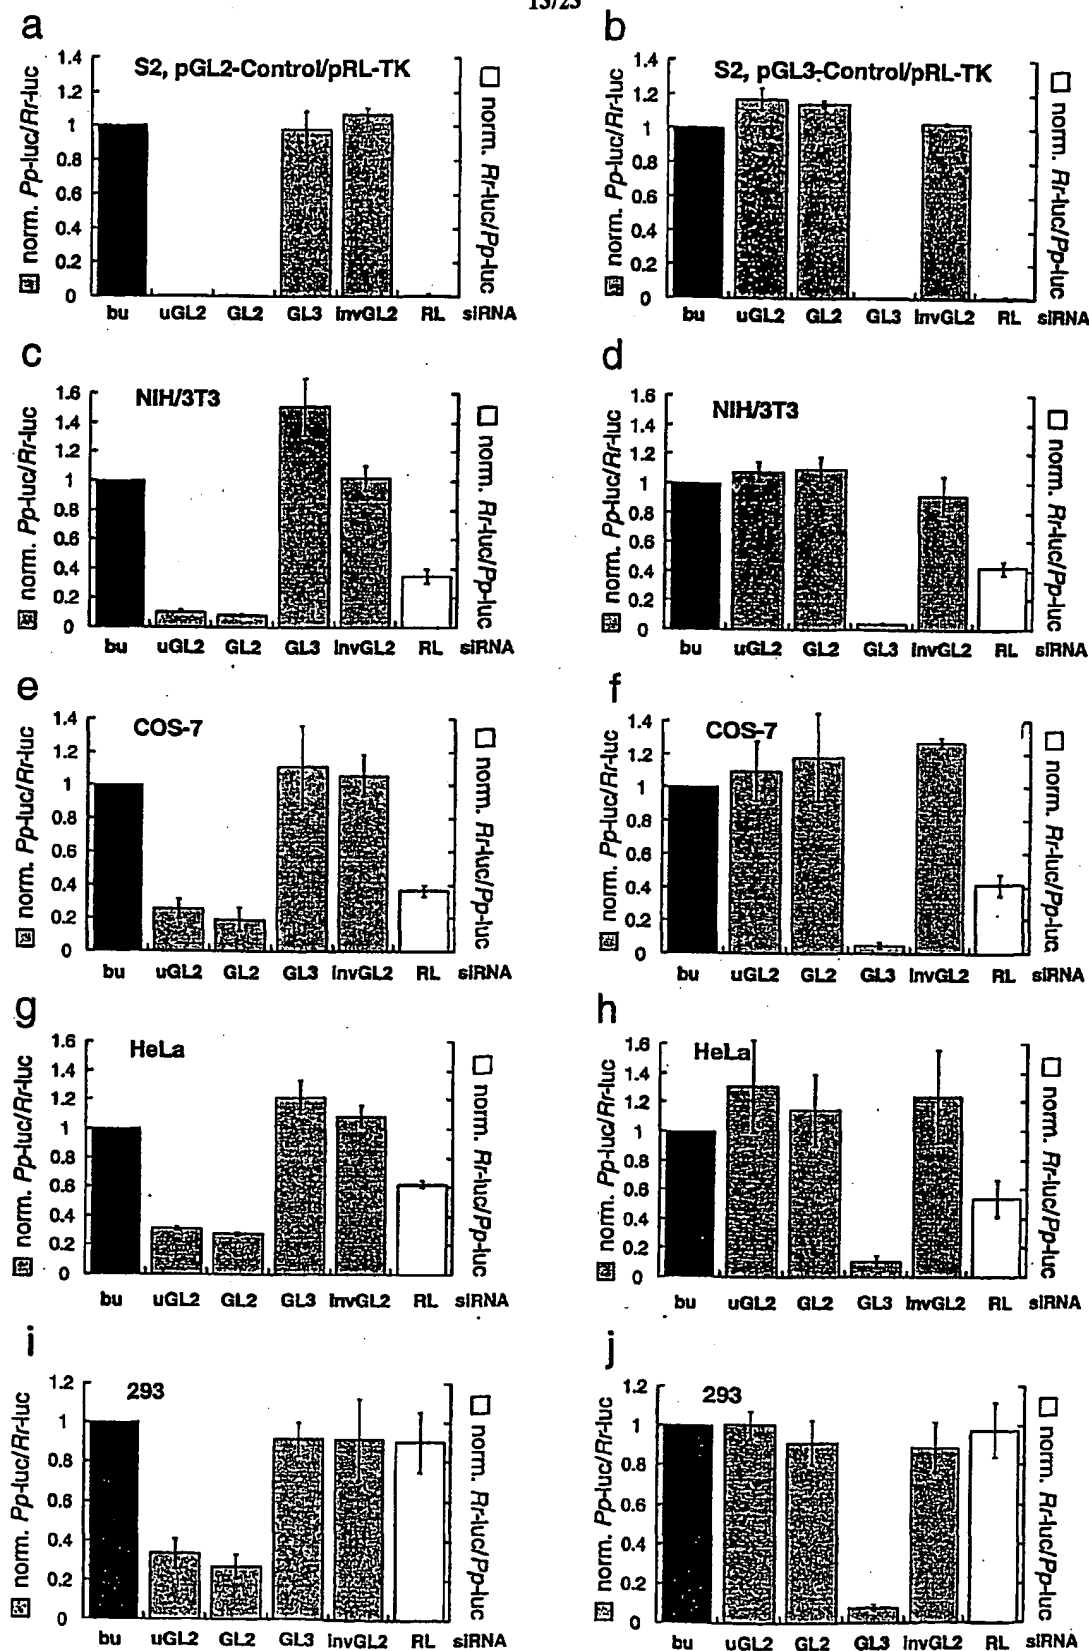 13/23
a
S2, pGL2-Control/pRL-TK
norm. Pp-luc/Rr-luc
1.4
1.2
1
0.8
0.6
0.4
0.2
0
norm. Rr-luc/Pp-luc
bu uGL2 GL2 GL3 invGL2 RL siRNA
b
S2, pGL3-Control/pRL-TK
norm. Pp-luc/Rr-luc
1.4
1.2
1
0.8
0.6
0.4
0.2
0
norm. Rr-luc/Pp-luc
bu uGL2 GL2 GL3 invGL2 RL siRNA
c
NIH/3T3
norm. Pp-luc/Rr-luc
1.6
1.4
1.2
1
0.8
0.6
0.4
0.2
0
norm. Rr-luc/Pp-luc
bu uGL2 GL2 GL3 invGL2 RL siRNA
d
NIH/3T3
norm. Pp-luc/Rr-luc
1.6
1.4
1.2
1
0.8
0.6
0.4
0.2
0
norm. Rr-luc/Pp-luc
bu uGL2 GL2 GL3 invGL2 RL siRNA
e
COS-7
norm. Pp-luc/Rr-luc
1.4
1.2
1
0.8
0.6
0.4
0.2
0
norm. Rr-luc/Pp-luc
bu uGL2 GL2 GL3 invGL2 RL siRNA
f
COS-7
norm. Pp-luc/Rr-luc
1.4
1.2
1
0.8
0.6
0.4
0.2
0
norm. Rr-luc/Pp-luc
bu uGL2 GL2 GL3 invGL2 RL siRNA
g
HeLa
norm. Pp-luc/Rr-luc
1.6
1.4
1.2
1
0.8
0.6
0.4
0.2
0
norm. Rr-luc/Pp-luc
bu uGL2 GL2 GL3 invGL2 RL siRNA
h
HeLa
norm. Pp-luc/Rr-luc
1.6
1.4
1.2
1
0.8
0.6
0.4
0.2
0
norm. Rr-luc/Pp-luc
bu uGL2 GL2 GL3 invGL2 RL siRNA
i
293
norm. Pp-luc/Rr-luc
1.2
1
0.8
0.6
0.4
0.2
0
norm. Rr-luc/Pp-luc
bu uGL2 GL2 GL3 invGL2 RL siRNA
j
293
norm. Pp-luc/Rr-luc
1.2
1
0.8
0.6
0.4
0.2
0
norm. Rr-luc/Pp-luc
bu uGL2 GL2 GL3 invGL2 RL siRNA